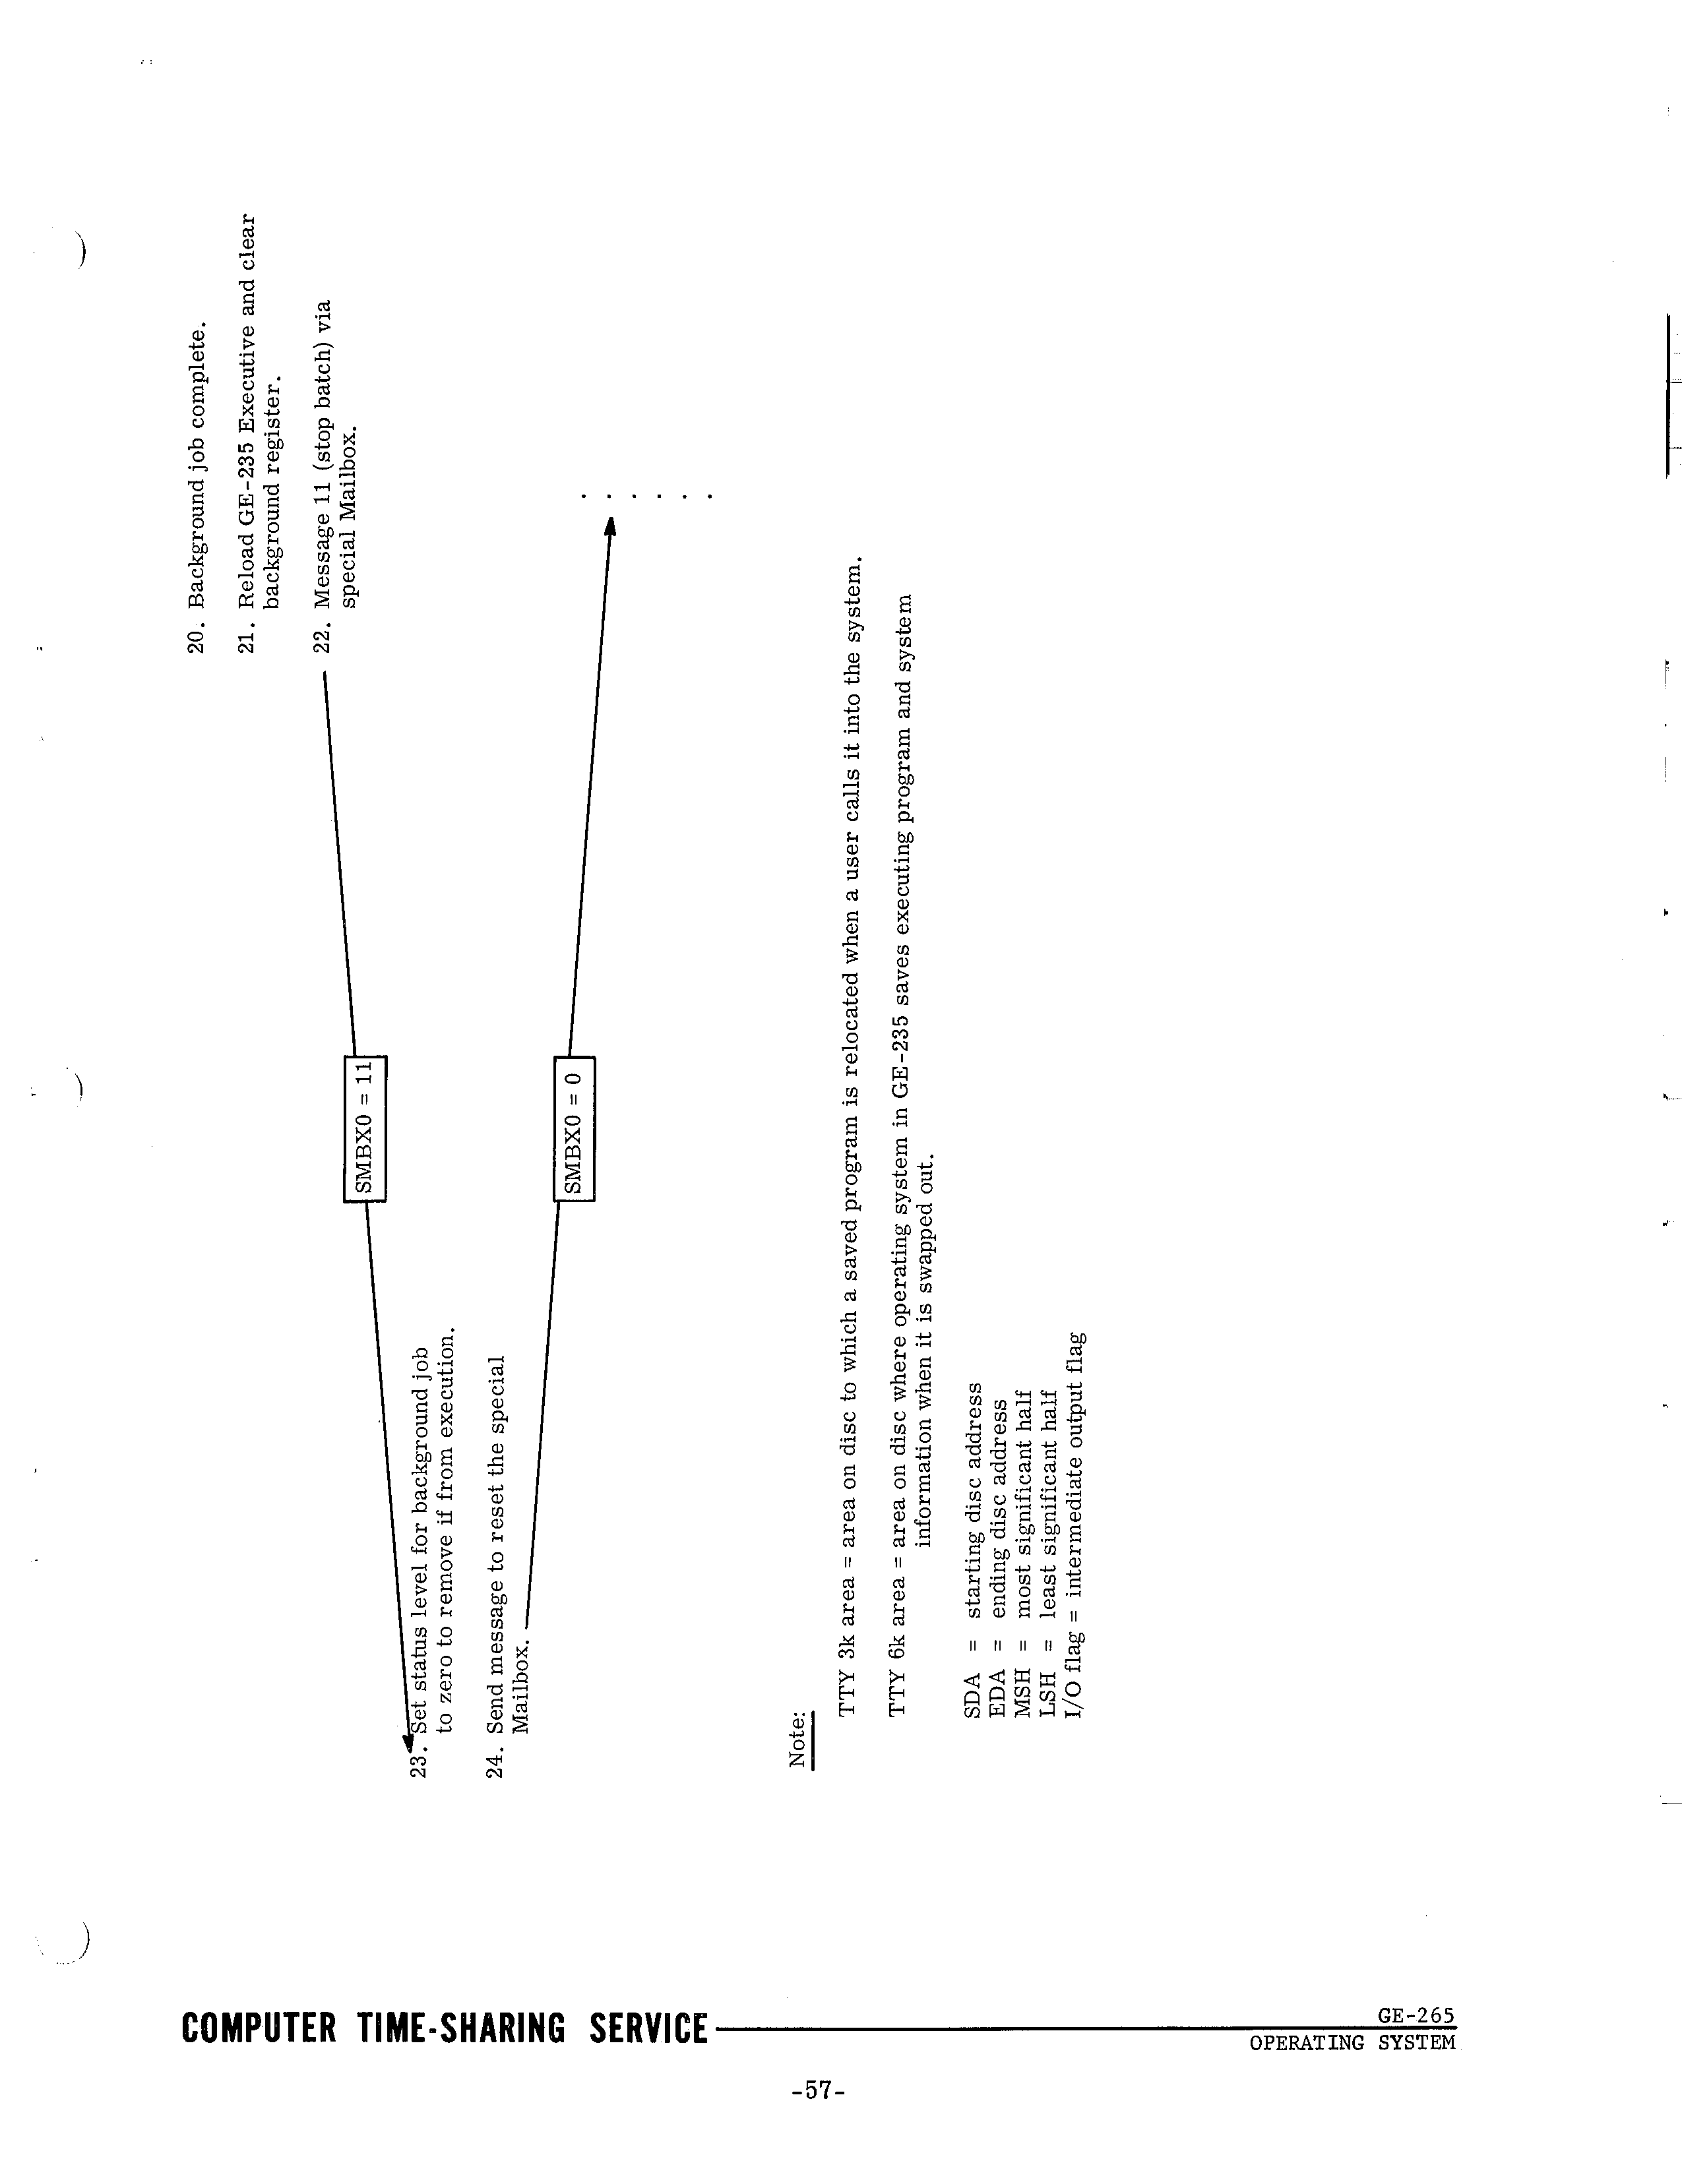 20. Background job complete.
21. Reload GE-235 Executive and clear
background register.
22. Message 11 (stop batch) via
special Mailbox.
SMBX0 = 11
23. Set status level for background job
to zero to remove if from execution.
24. Send message to reset the special
Mailbox.
SMBX0 = 0
. . . . . .
Note:
TTY 3k area = area on disc to which a saved program is relocated when a user calls it into the system.
TTY 6k area = area on disc where operating system in GE-235 saves executing program and system
information when it is swapped out.
SDA = starting disc address
EDA = ending disc address
MSH = most significant half
LSH = least significant half
I/O flag = intermediate output flag
COMPUTER TIME-SHARING SERVICE
GE-265
OPERATING SYSTEM
-57-